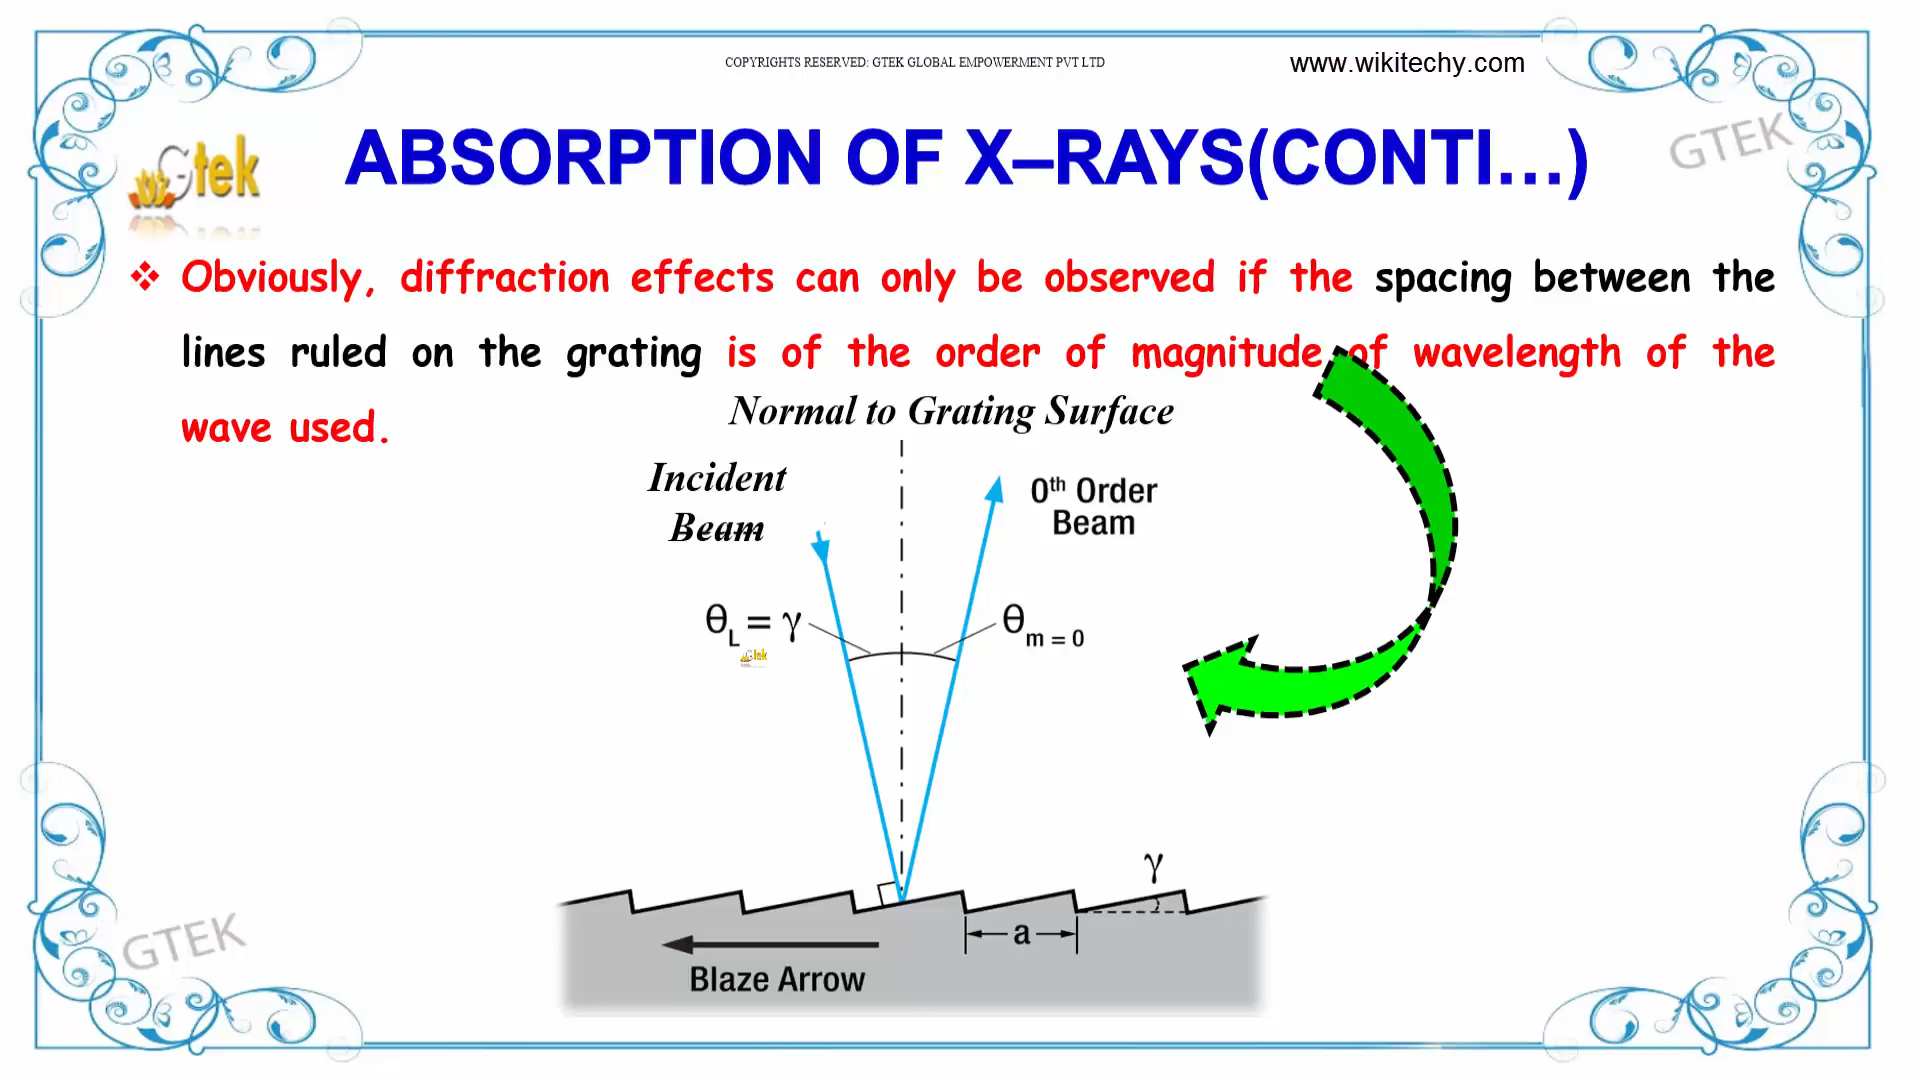 COPYRIGHTS RESERVED: GTEK GLOBAL EMPOWERMENT PVT LTD
www.wikitechy.com
Gtek
GTEK
ABSORPTION OF X–RAYS(CONTI...)
❖ Obviously, diffraction effects can only be observed if the spacing between the
lines ruled on the grating is of the order of magnitude of wavelength of the
wave used.
Normal to Grating Surface
Incident
Beam
0th Order
Beam
θL = γ
θm = 0
Gtek
γ
a
Blaze Arrow
GTEK